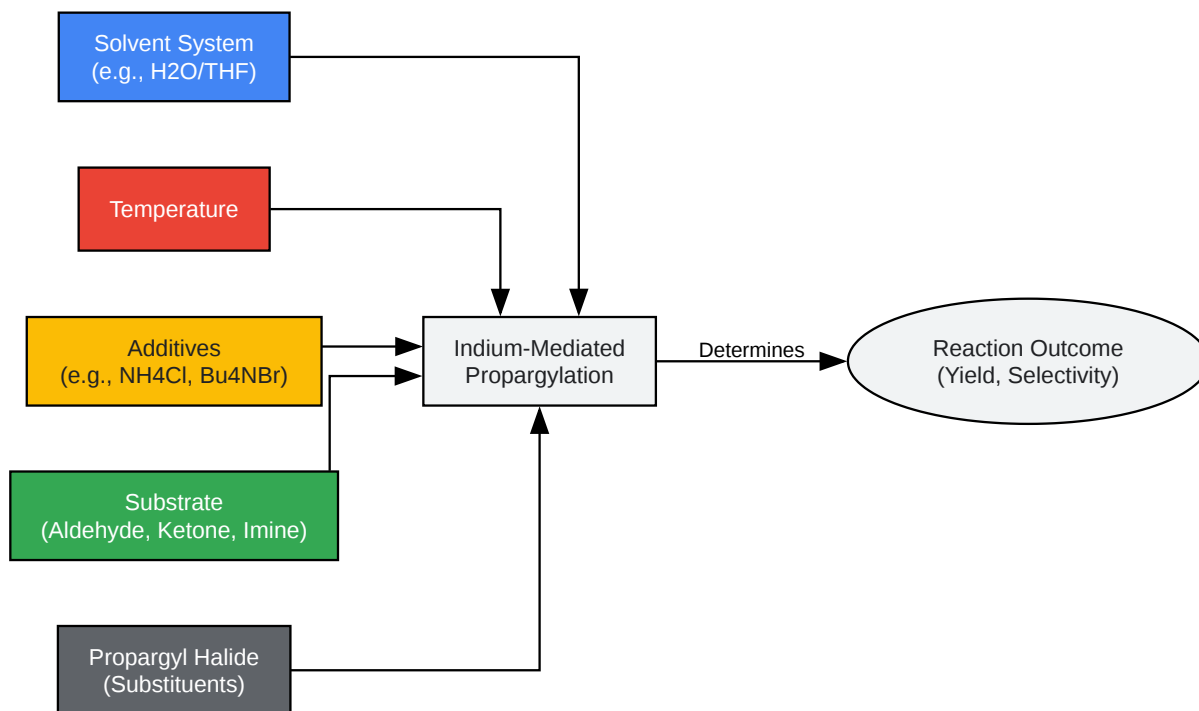 Solvent System
(e.g., H2O/THF)
Temperature
Additives
(e.g., NH4Cl, Bu4NBr)
Substrate
(Aldehyde, Ketone, Imine)
Propargyl Halide
(Substituents)
Indium-Mediated
Propargylation
Determines
Reaction Outcome
(Yield, Selectivity)